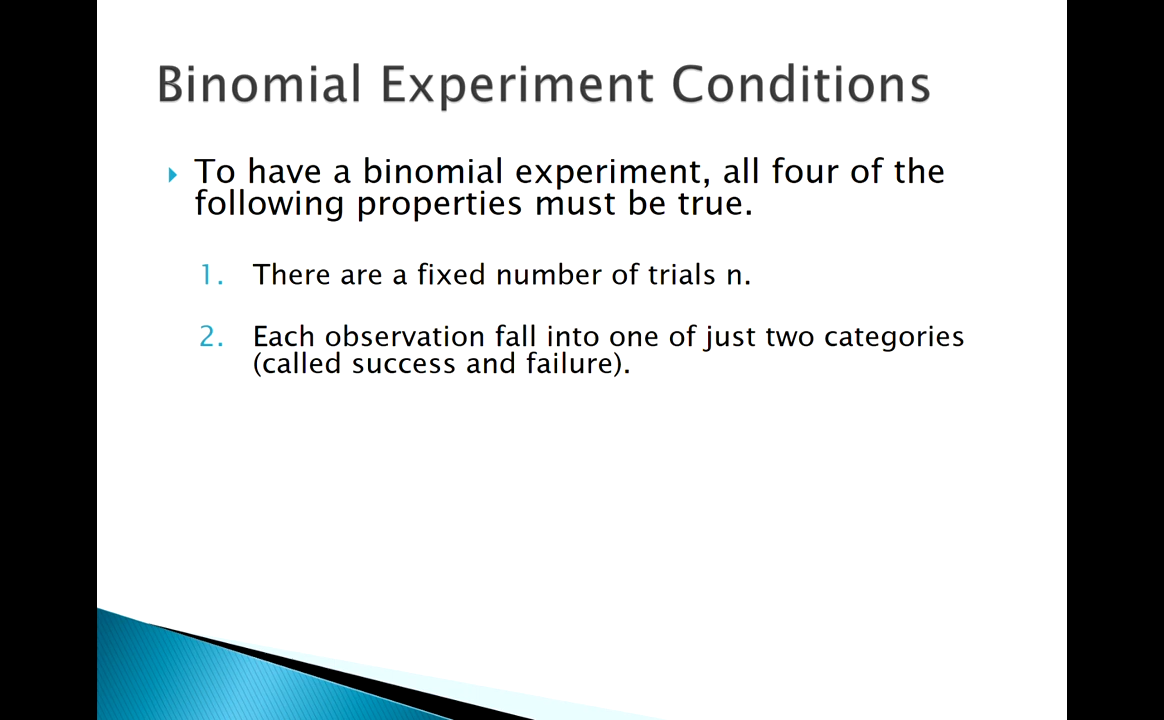 Binomial Experiment Conditions
To have a binomial experiment, all four of the
following properties must be true.
1. There are a fixed number of trials n.
2. Each observation fall into one of just two categories
(called success and failure).